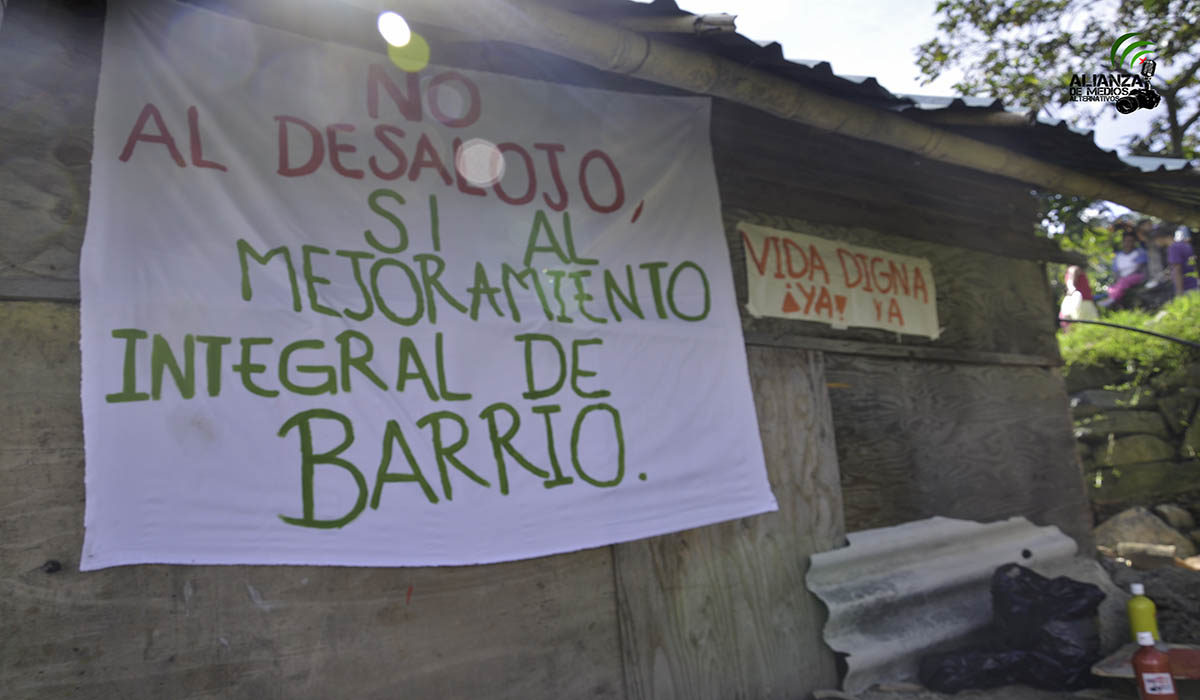 NO
AL DESALOJO,
SI AL
MEJORAMIENTO
INTEGRAL DE
BARRIO.
VIDA DIGNA
¡YA! YA
ALIANZA
DE MEDIOS
ALTERNATIVOS